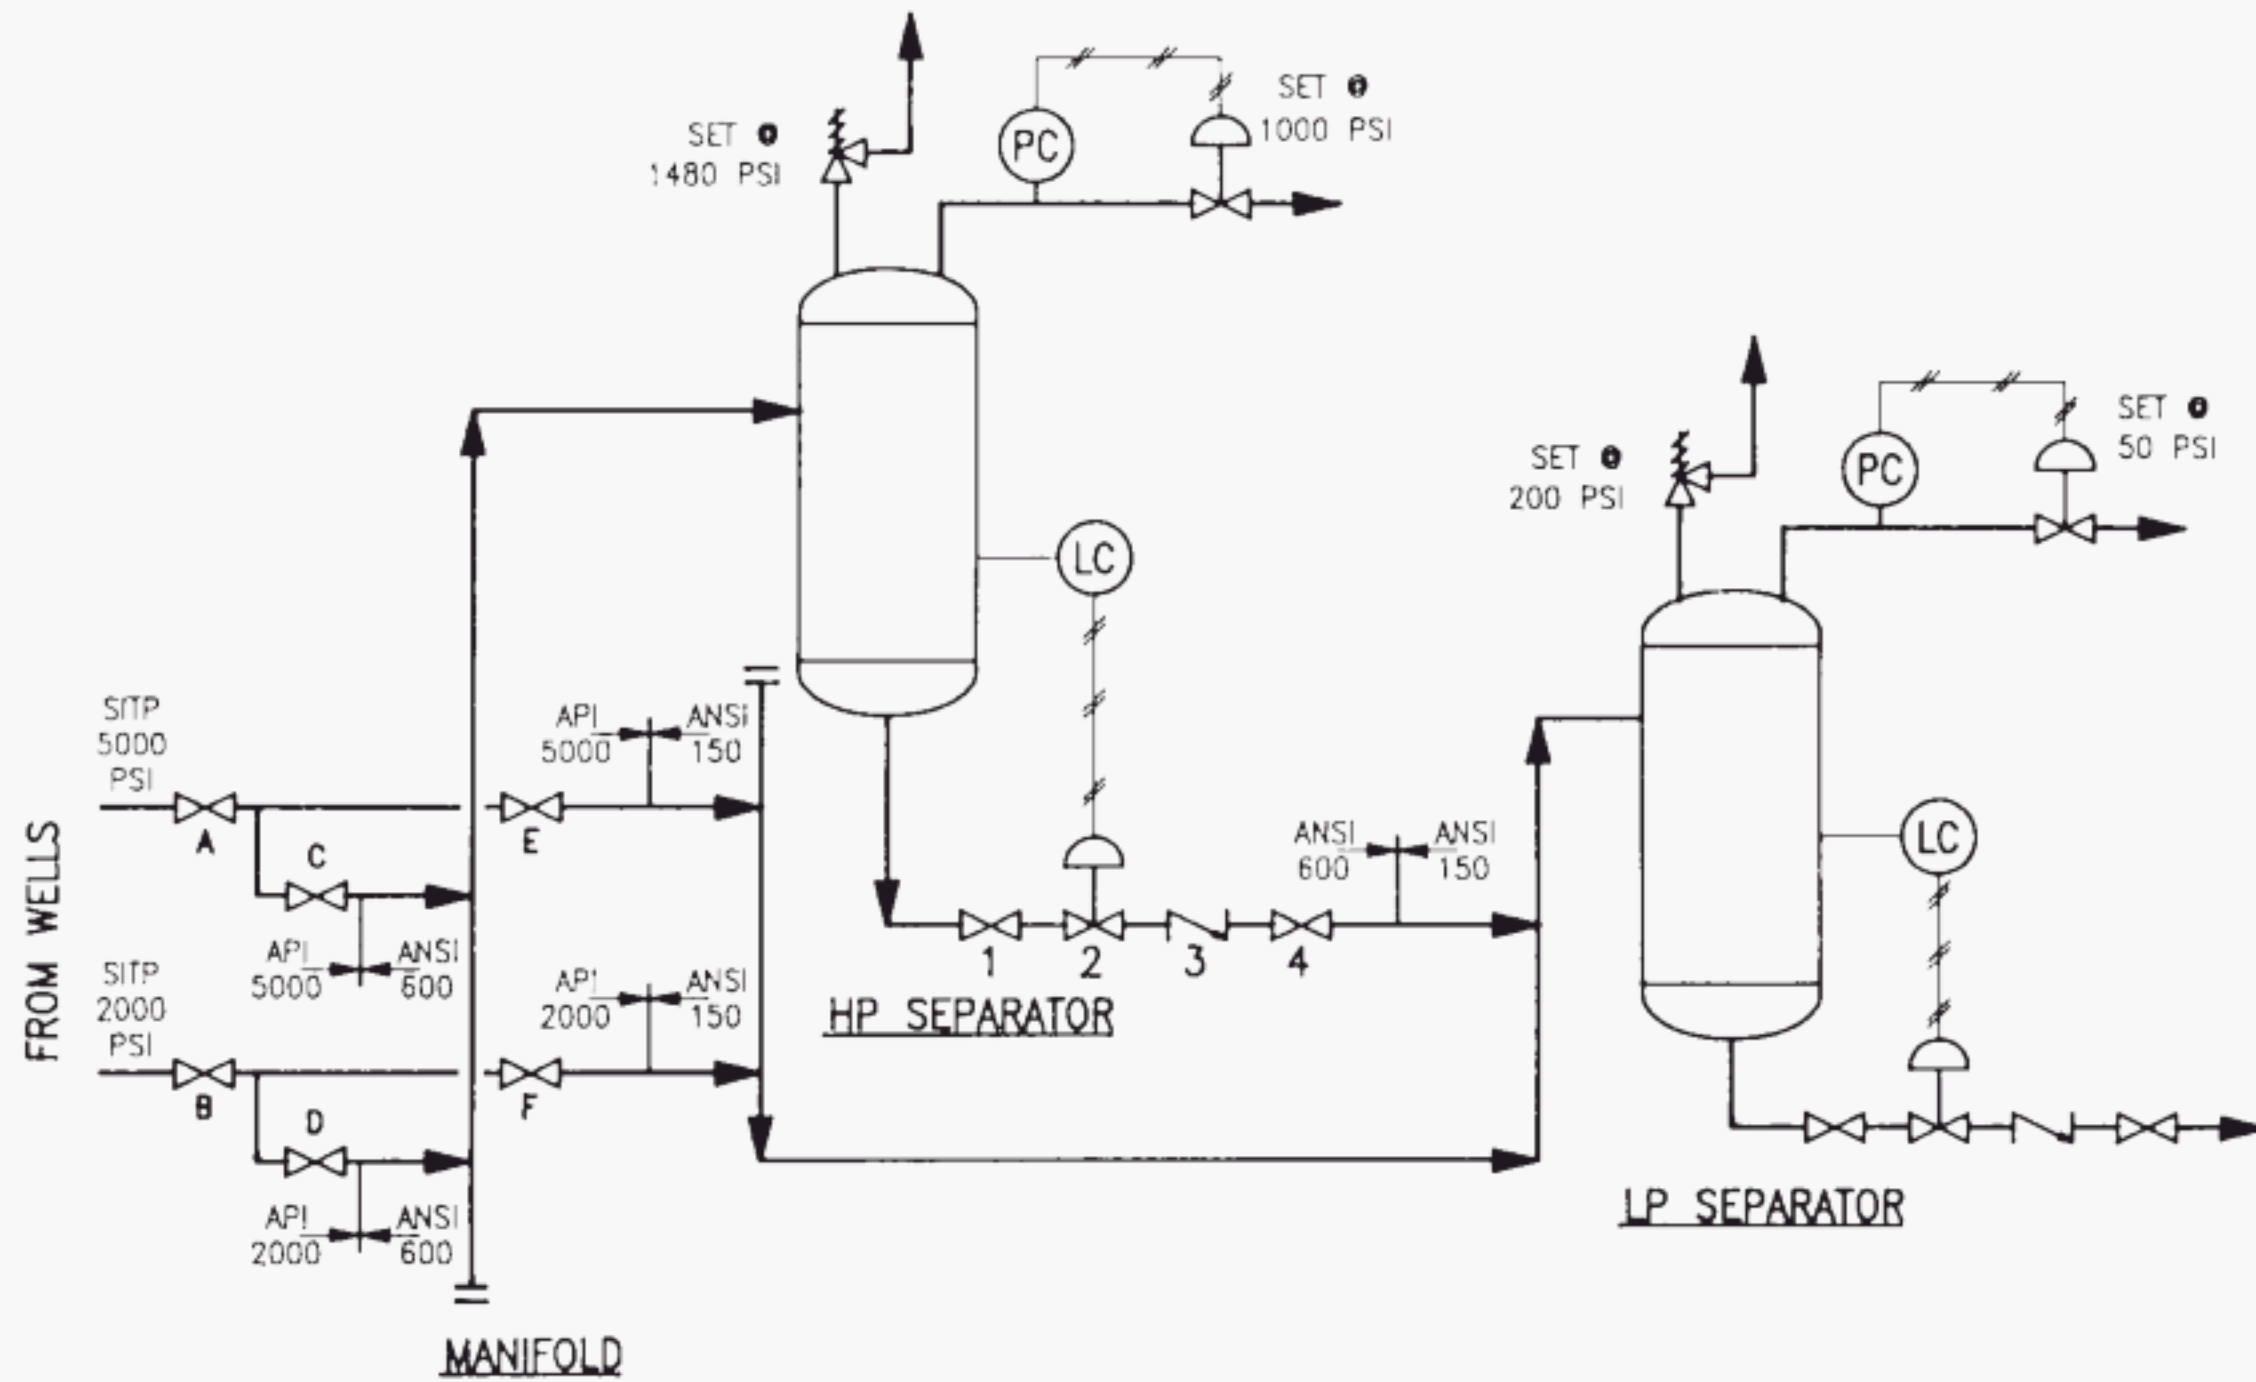 SET @
1480 PSI
PC
SET @
1000 PSI
SET @
200 PSI
PC
SET @
50 PSI
LC
LC
FROM WELLS
SITP
5000
PSI
A
C
API
5000
ANSI
600
E
API
5000
ANSI
150
SITP
2000
PSI
B
D
API
2000
ANSI
600
F
API
2000
ANSI
150
1
2
3
4
ANSI
600
ANSI
150
HP SEPARATOR
LP SEPARATOR
MANIFOLD